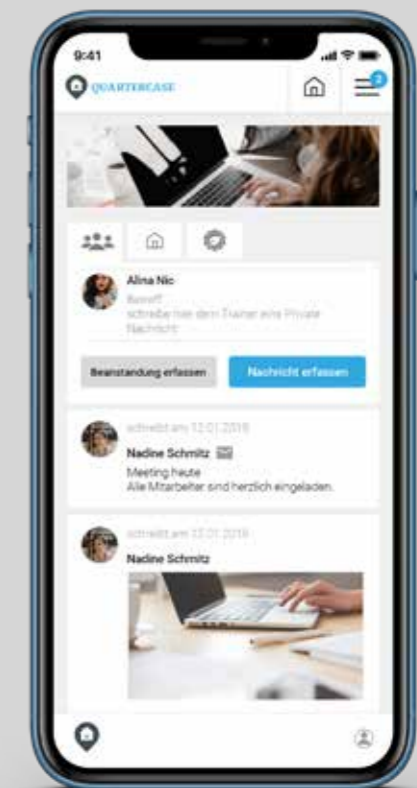 9:41
QUARTERCASE
2
Alina Nic
Betreff
schreibe hier dein Trainer eine Private
Nachricht
Beanstandung erfassen
Nachricht erfassen
schreibt am 12.01.2018
Nadine Schmitz
Meeting heute
Alle Mitarbeiter sind herzlich eingeladen.
schreibt am 12.01.2018
Nadine Schmitz